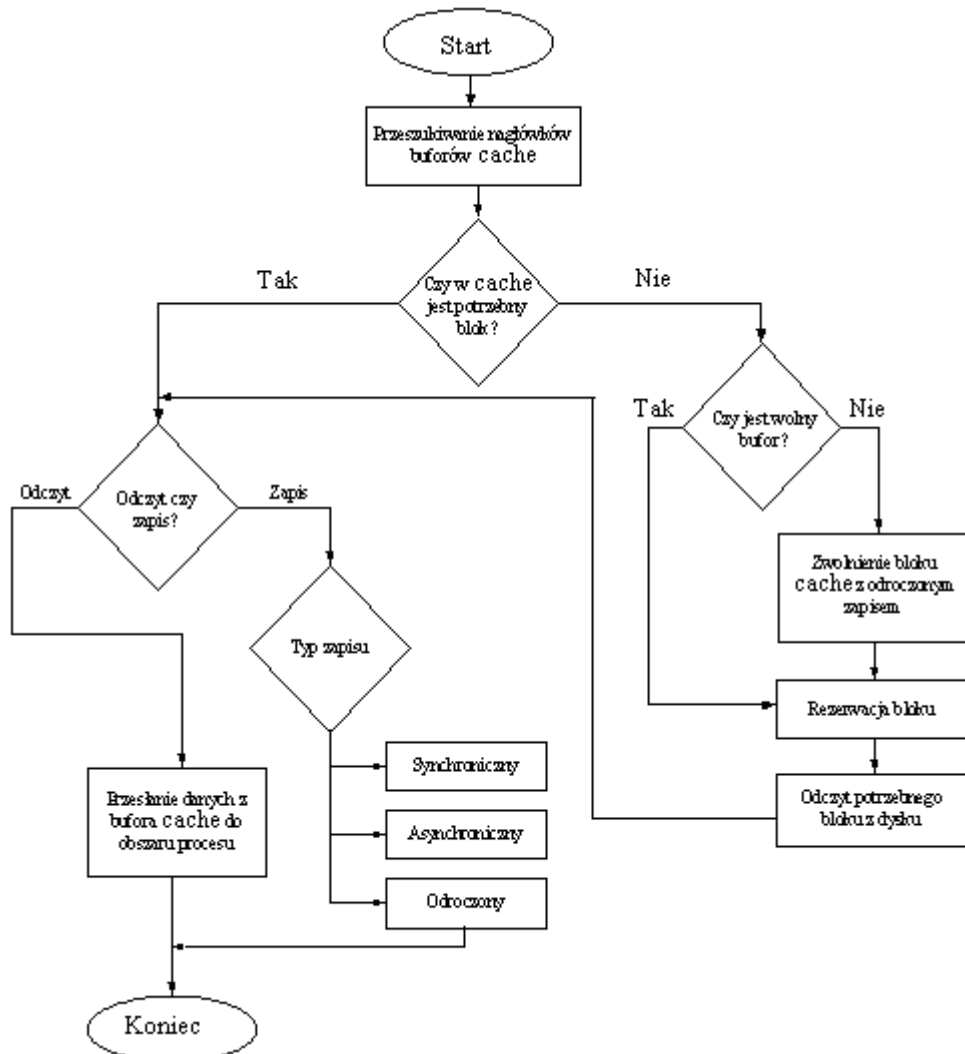 Start
Przeszukiwanie nagłówków
buforów cache
Tak
Nie
Czy w cache
jest potrzebny
blok?
Tak
Nie
Czy jest wolny
bufor?
Odczyt
Zapis
Odczyt czy
zapis?
Zwolnienie bloku
cache z odroczonym
zapisem
Typ zapisu
Rezerwacja bloku
Synchroniczny
Odczyt potrzebnego
bloku z dysku
Przesłanie danych z
bufora cache do
obszaru procesu
Asynchroniczny
Odroczony
Koniec